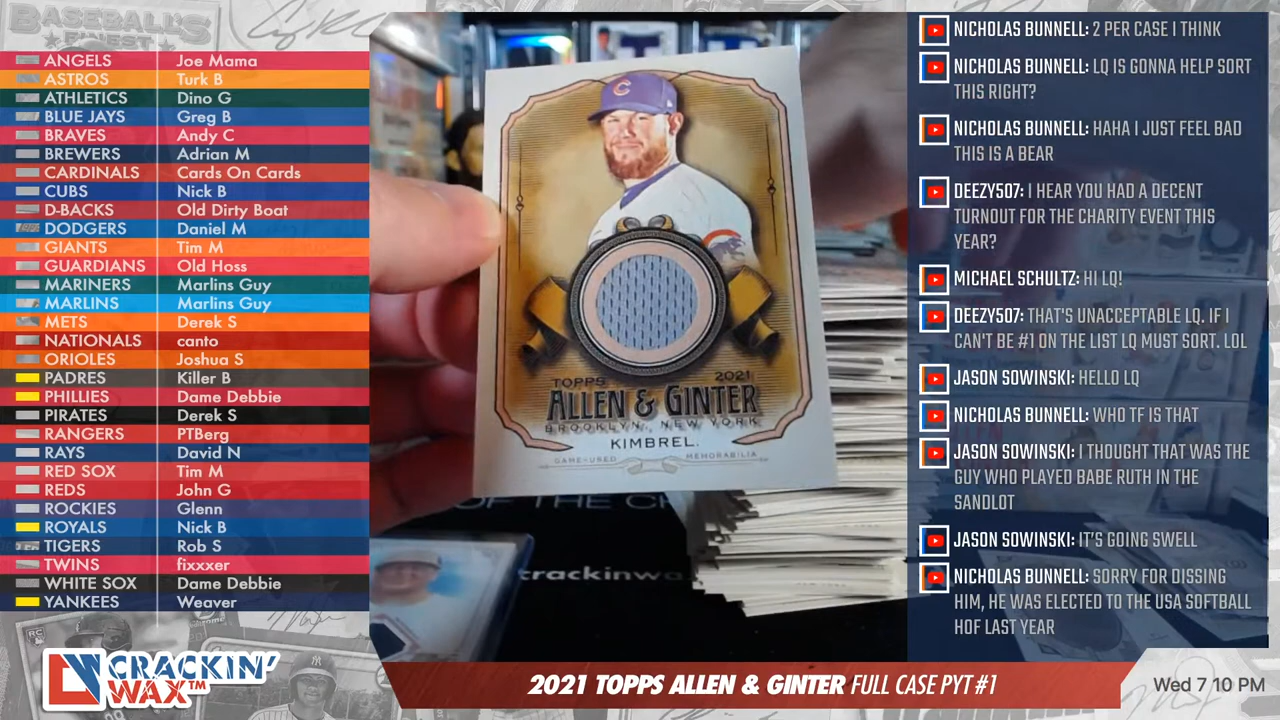 BASEBALL'S
FINEST
ANGELS Joe Mama
ASTROS Turk B
ATHLETICS Dino G
BLUE JAYS Greg B
BRAVES Andy C
BREWERS Adrian M
CARDINALS Cards On Cards
CUBS Nick B
D-BACKS Old Dirty Boat
DODGERS Daniel M
GIANTS Tim M
GUARDIANS Old Hoss
MARINERS Marlins Guy
MARLINS Marlins Guy
METS Derek S
NATIONALS canto
ORIOLES Joshua S
PADRES Killer B
PHILLIES Dame Debbie
PIRATES Derek S
RANGERS PTBerg
RAYS David N
RED SOX Tim M
REDS John G
ROCKIES Glenn
ROYALS Nick B
TIGERS Rob S
TWINS fixxxer
WHITE SOX Dame Debbie
YANKEES Weaver
RC
CRACKIN'
WAX™
C
TOPPS 2021
ALLEN & GINTER
BROOKLYN, NEW YORK
KIMBREL.
GAME-USED MEMORABILIA
OF THE
crackinwa
NICHOLAS BUNNELL: 2 PER CASE I THINK
NICHOLAS BUNNELL: LQ IS GONNA HELP SORT
THIS RIGHT?
NICHOLAS BUNNELL: HAHA I JUST FEEL BAD
THIS IS A BEAR
DEEZY507: I HEAR YOU HAD A DECENT
TURNOUT FOR THE CHARITY EVENT THIS
YEAR?
MICHAEL SCHULTZ: HI LQ!
DEEZY507: THAT'S UNACCEPTABLE LQ. IF I
CAN'T BE #1 ON THE LIST LQ MUST SORT. LOL
JASON SOWINSKI: HELLO LQ
NICHOLAS BUNNELL: WHO TF IS THAT
JASON SOWINSKI: I THOUGHT THAT WAS THE
GUY WHO PLAYED BABE RUTH IN THE
SANDLOT
JASON SOWINSKI: IT'S GOING SWELL
NICHOLAS BUNNELL: SORRY FOR DISSING
HIM, HE WAS ELECTED TO THE USA SOFTBALL
HOF LAST YEAR
2021 TOPPS ALLEN & GINTER FULL CASE PYT #1
Wed 7 10 PM